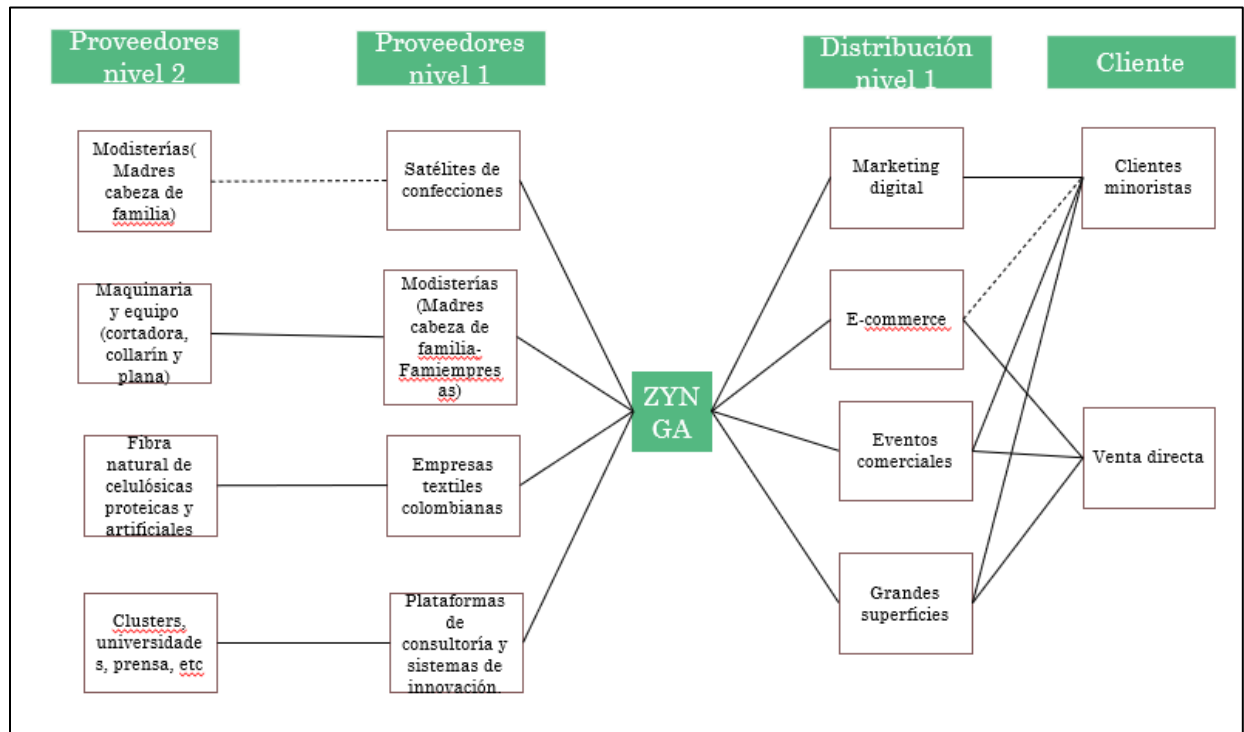 Proveedores
nivel 2
Proveedores
nivel 1
Distribución
nivel 1
Cliente
Modisterías(
Madres
cabeza de
familia)
Satélites de
confecciones
Marketing
digital
Clientes
minoristas
Maquinaria
y equipo
(cortadora,
collarín y
plana)
Modisterías
(Madres
cabeza de
familia-
Famiempres
as)
E-commerce
ZYN
GA
Fibra
natural de
celulósicas
proteicas y
artificiales
Empresas
textiles
colombianas
Eventos
comerciales
Venta directa
Clusters,
universidade
s, prensa, etc
Plataformas
de
consultoría y
sistemas de
innovación.
Grandes
superficies